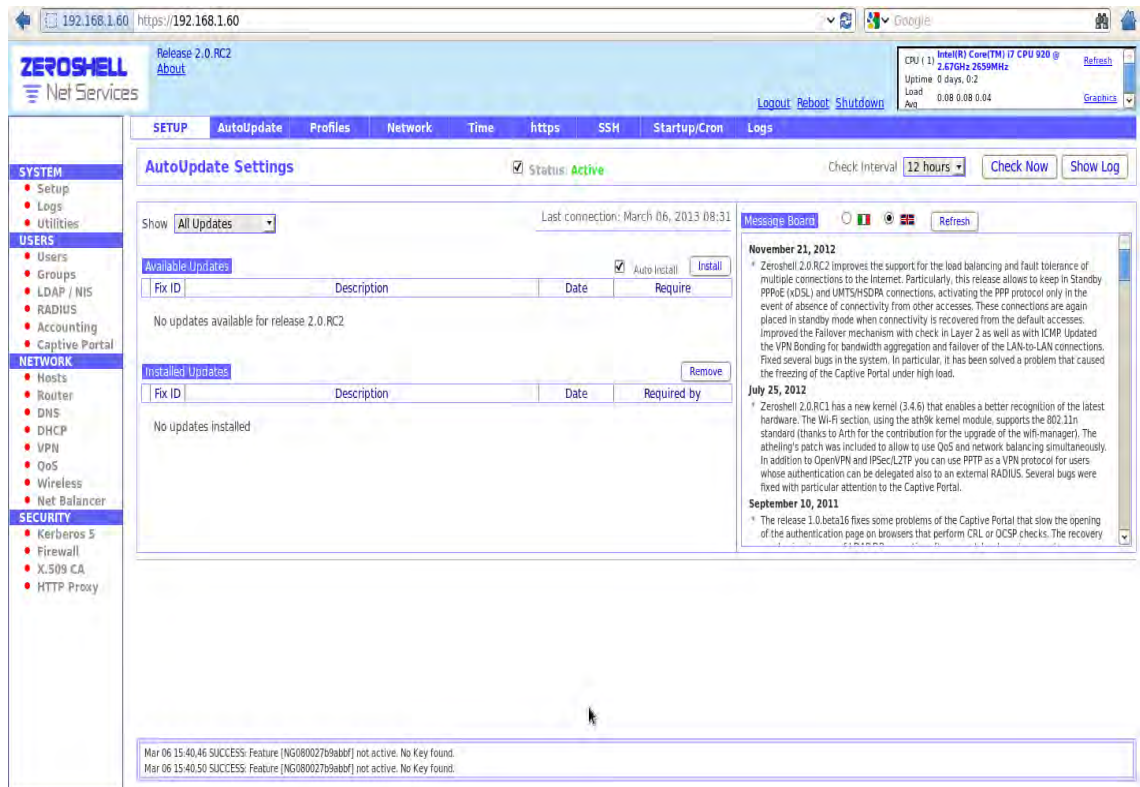 192.168.1.60 https://192.168.1.60
Google
ZEROSHELL
Net Services
Release 2.0.RC2
About
Logout Reboot Shutdown
CPU ( 1) Intel(R) Core(TM) i7 CPU 920 @ 2.67GHz 2659MHz
Refresh
Uptime 0 days, 0:2
Load Avg 0.08 0.08 0.04
Graphics
SETUP AutoUpdate Profiles Network Time https SSH Startup/Cron Logs
SYSTEM
Setup
Logs
Utilities
USERS
Users
Groups
LDAP / NIS
RADIUS
Accounting
Captive Portal
NETWORK
Hosts
Router
DNS
DHCP
VPN
QoS
Wireless
Net Balancer
SECURITY
Kerberos 5
Firewall
X.509 CA
HTTP Proxy
AutoUpdate Settings
Status: Active
Check Interval 12 hours Check Now Show Log
Show All Updates
Last connection: March 06, 2013 08:31
Available Updates
Auto-Install Install
Fix ID Description Date Require
No updates available for release 2.0.RC2
Installed Updates
Remove
Fix ID Description Date Required by
No updates installed
Message Board Refresh
November 21, 2012
* Zeroshell 2.0.RC2 improves the support for the load balancing and fault tolerance of
multiple connections to the Internet. Particularly, this release allows to keep in Standby
PPPoE (xDSL) and UMTS/HSDPA connections, activating the PPP protocol only in the
event of absence of connectivity from other accesses. These connections are again
placed in standby mode when connectivity is recovered from the default accesses.
Improved the Failover mechanism with check in Layer 2 as well as with ICMP. Updated
the VPN Bonding for bandwidth aggregation and failover of the LAN-to-LAN connections.
Fixed several bugs in the system. In particular, it has been solved a problem that caused
the freezing of the Captive Portal under high load.
July 25, 2012
* Zeroshell 2.0.RC1 has a new kernel (3.4.6) that enables a better recognition of the latest
hardware. The Wi-Fi section, using the ath9k kernel module, supports the 802.11n
standard (thanks to Arth for the contribution for the upgrade of the wifi-manager). The
atheling's patch was included to allow to use QoS and network balancing simultaneously.
In addition to OpenVPN and IPSec/L2TP you can use PPTP as a VPN protocol for users
whose authentication can be delegated also to an external RADIUS. Several bugs were
fixed with particular attention to the Captive Portal.
September 10, 2011
* The release 1.0.beta16 fixes some problems of the Captive Portal that slow the opening
of the authentication page on browsers that perform CRL or OCSP checks. The recovery
Mar 06 15:40,46 SUCCESS: Feature [NG080027b9abbf] not active. No Key found.
Mar 06 15:40,50 SUCCESS: Feature [NG080027b9abbf] not active. No Key found.